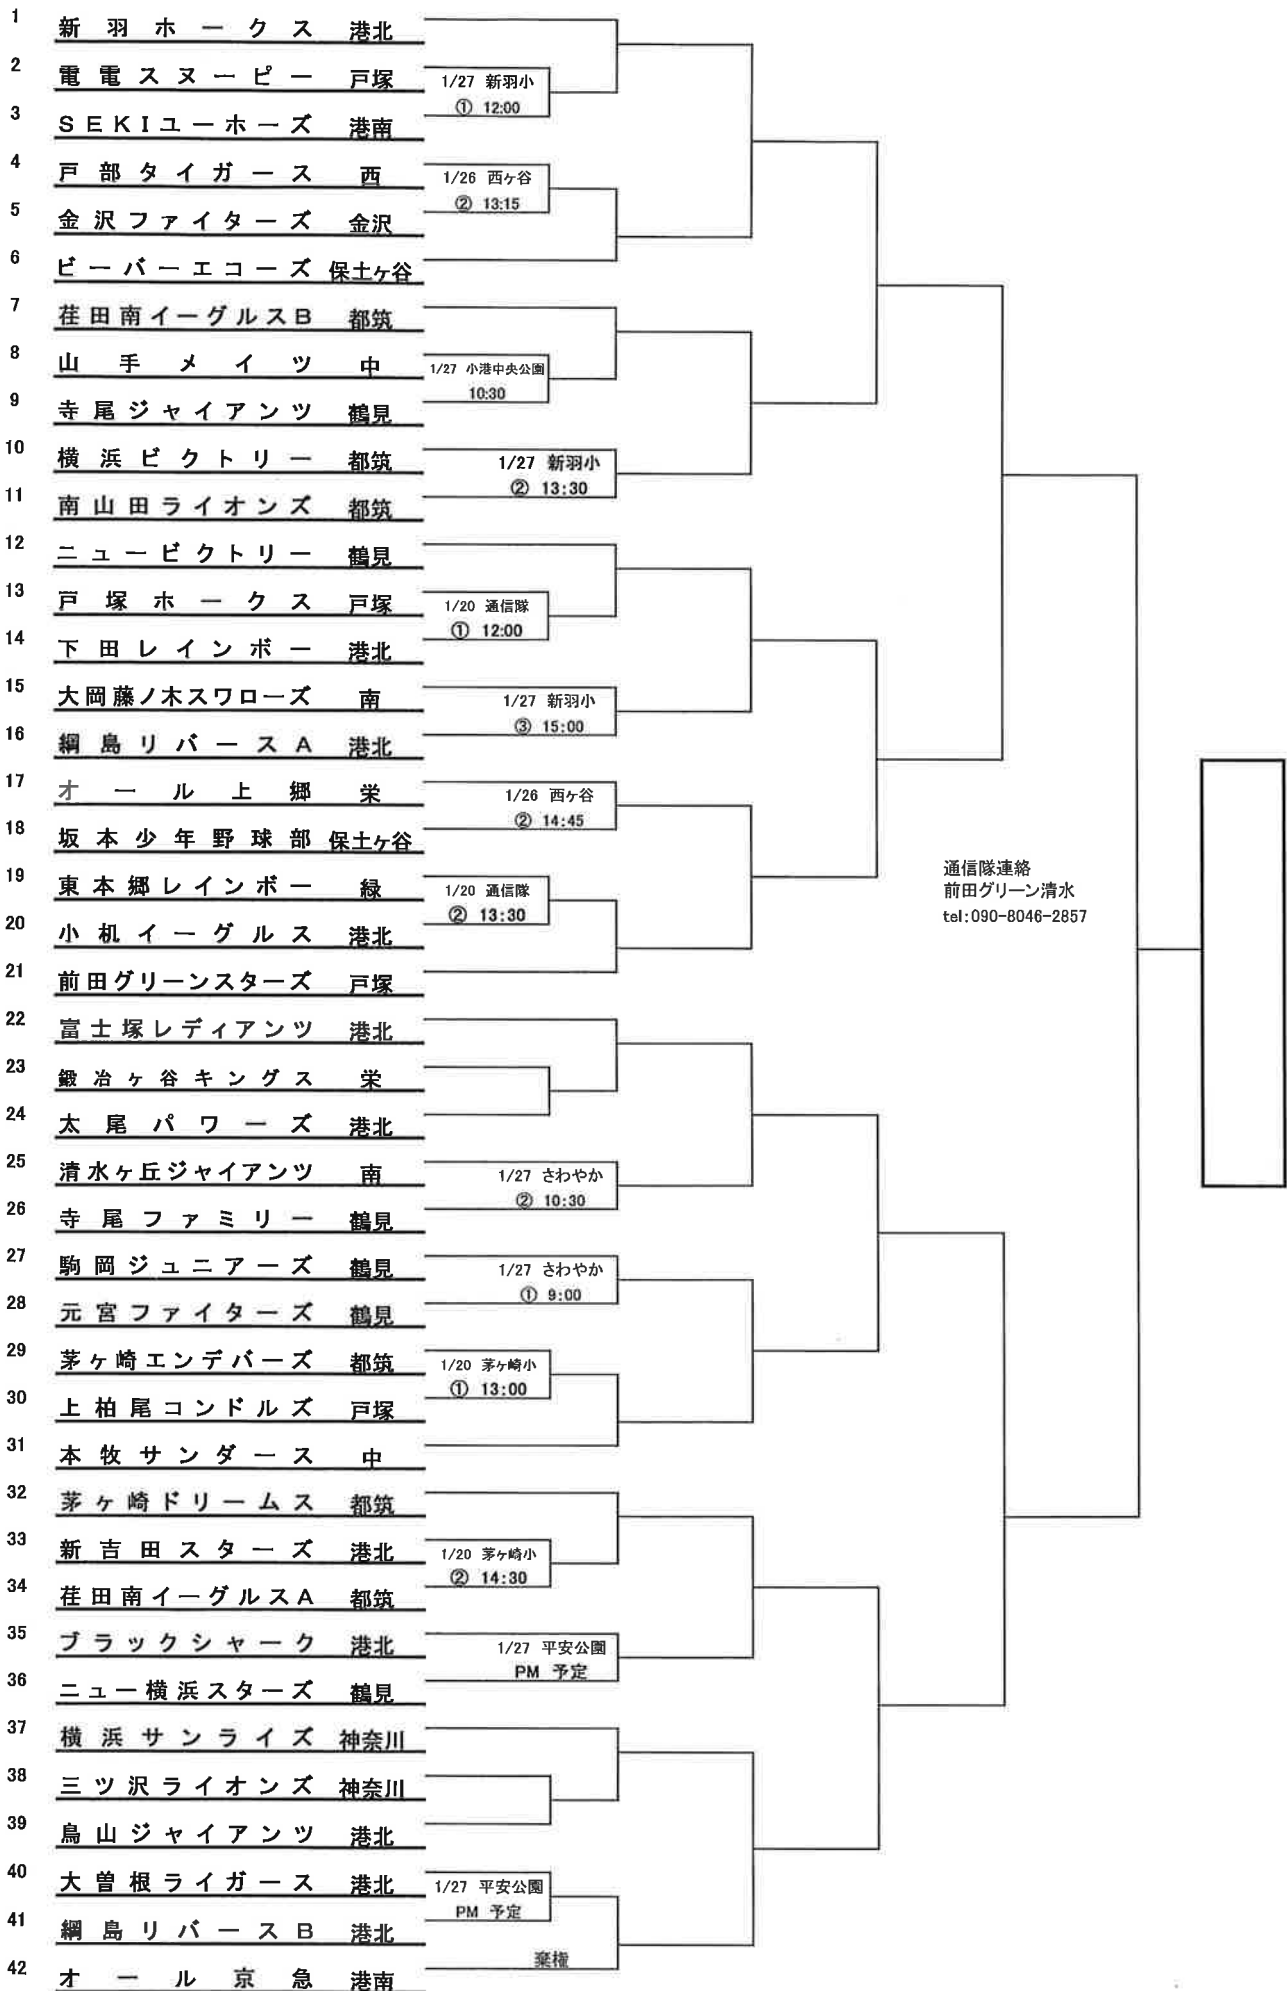 1 新羽ホークス 港北
2 電電スヌーピー 戸塚
1/27 新羽小
① 12:00
3 SEKIユーホーズ 港南
4 戸部タイガース 西
1/26 西ケ谷
② 13:15
5 金沢ファイターズ 金沢
6 ビーバーエコーズ 保土ヶ谷
7 荏田南イーグルスB 都筑
8 山手メイツ 中
1/27 小港中央公園
10:30
9 寺尾ジャイアンツ 鶴見
10 横浜ビクトリー 都筑
1/27 新羽小
② 13:30
11 南山田ライオンズ 都筑
12 ニュービクトリー 鶴見
13 戸塚ホークス 戸塚
1/20 通信隊
① 12:00
14 下田レインボー 港北
15 大岡藤ノ木スワローズ 南
1/27 新羽小
③ 15:00
16 綱島リバースA 港北
17 オール上郷 栄
1/26 西ケ谷
② 14:45
18 坂本少年野球部 保土ヶ谷
19 東本郷レインボー 緑
1/20 通信隊
② 13:30
20 小机イーグルス 港北
21 前田グリーンスターズ 戸塚
通信隊連絡
前田グリーン清水
tel:090-8046-2857
22 富士塚レディアンツ 港北
23 鍛冶ヶ谷キングス 栄
24 太尾パワーズ 港北
25 清水ヶ丘ジャイアンツ 南
1/27 さわやか
② 10:30
26 寺尾ファミリー 鶴見
27 駒岡ジュニアーズ 鶴見
1/27 さわやか
① 9:00
28 元宮ファイターズ 鶴見
29 茅ヶ崎エンデバーズ 都筑
1/20 茅ケ崎小
① 13:00
30 上柏尾コンドルズ 戸塚
31 本牧サンダース 中
32 茅ヶ崎ドリームス 都筑
33 新吉田スターズ 港北
1/20 茅ケ崎小
② 14:30
34 荏田南イーグルスA 都筑
35 ブラックシャーク 港北
1/27 平安公園
PM 予定
36 ニュー横浜スターズ 鶴見
37 横浜サンライズ 神奈川
38 三ツ沢ライオンズ 神奈川
39 鳥山ジャイアンツ 港北
40 大曽根ライガース 港北
1/27 平安公園
PM 予定
41 綱島リバースB 港北
棄権
42 オール京急 港南